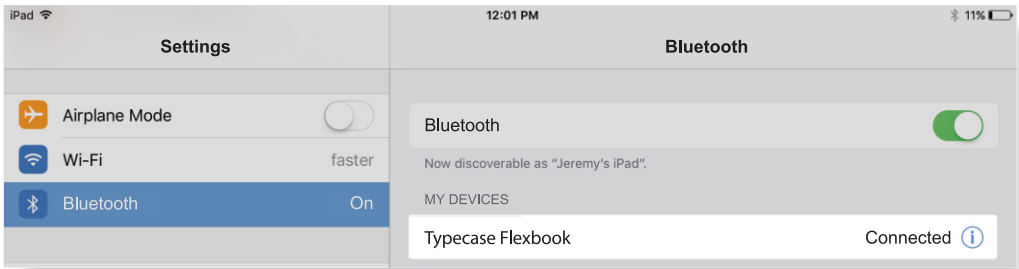 iPad 12:01 PM 11%
Settings
Bluetooth
Airplane Mode
Wi-Fi faster
Bluetooth On
Bluetooth
Now discoverable as “Jeremy’s iPad”.
MY DEVICES
Typecase Flexbook Connected i